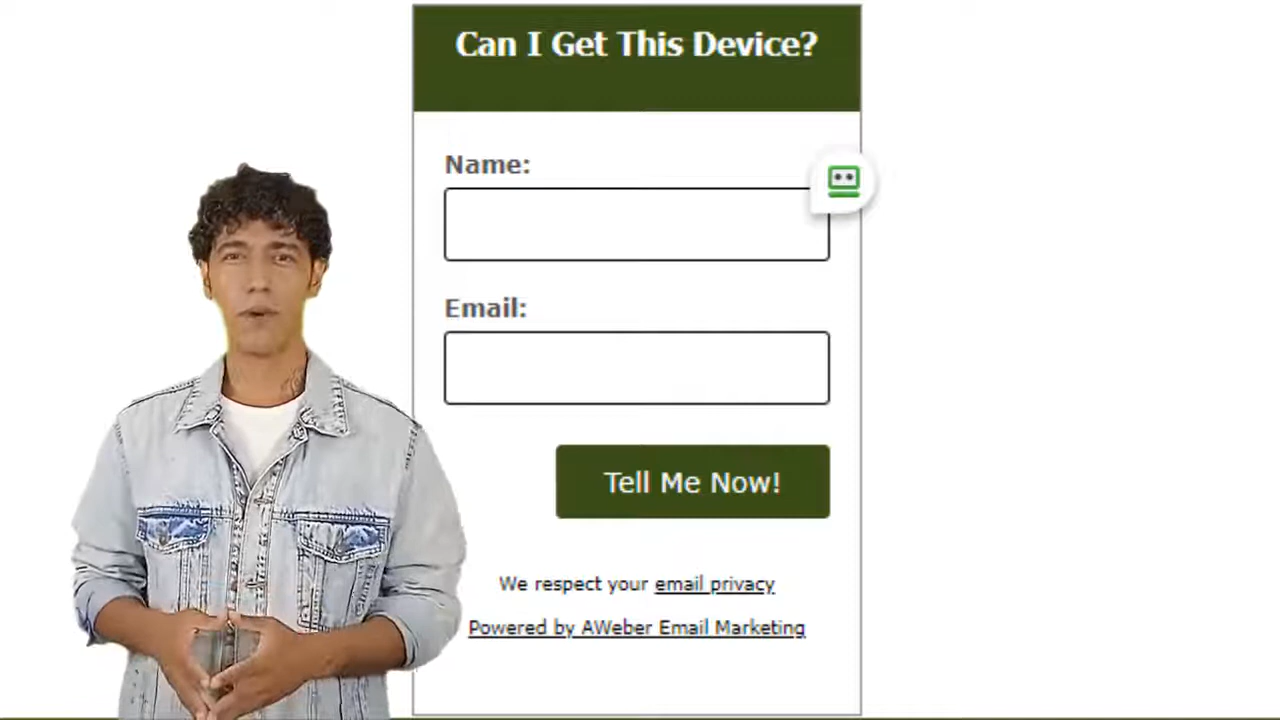 Can I Get This Device?
Name:
Email:
Tell Me Now!
We respect your email privacy
Powered by AWeber Email Marketing